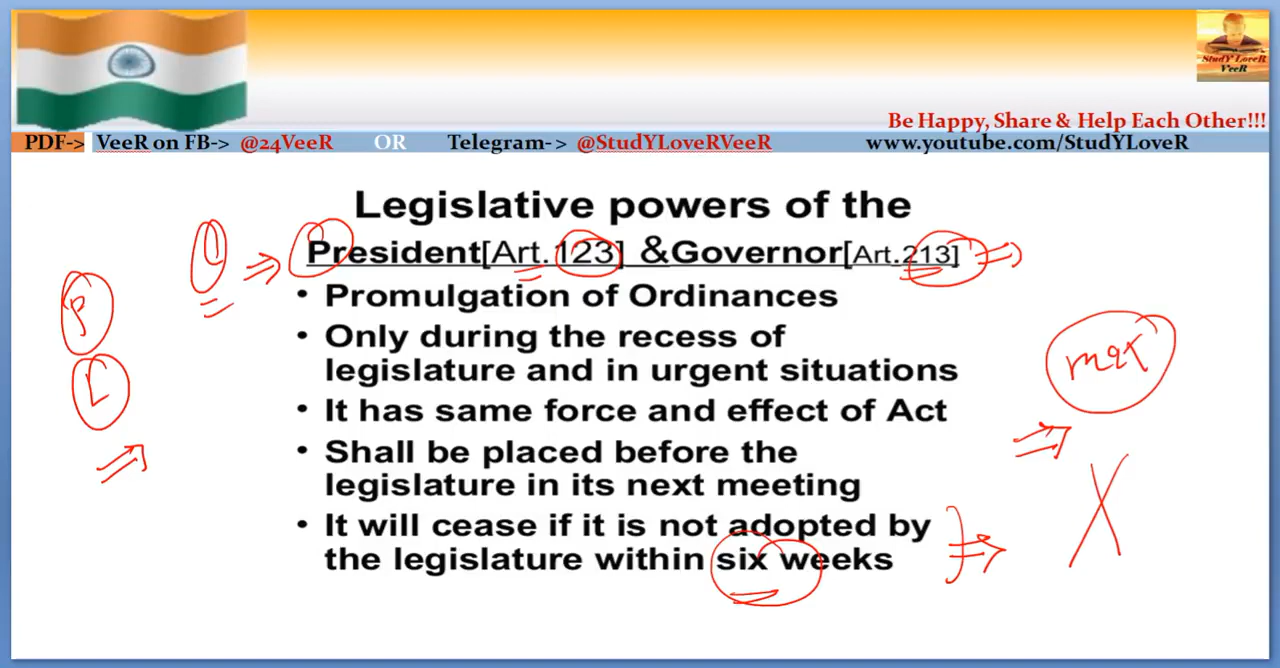 StudY LoveR
VeeR
Be Happy, Share & Help Each Other!!!
PDF-> VeeR on FB-> @24VeeR OR Telegram-> @StudYLoveRVeeR www.youtube.com/StudYLoveR
Legislative powers of the
President[Art.123] &Governor[Art.213]
• Promulgation of Ordinances
• Only during the recess of
legislature and in urgent situations
• It has same force and effect of Act
• Shall be placed before the
legislature in its next meeting
• It will cease if it is not adopted by
the legislature within six weeks
P
L